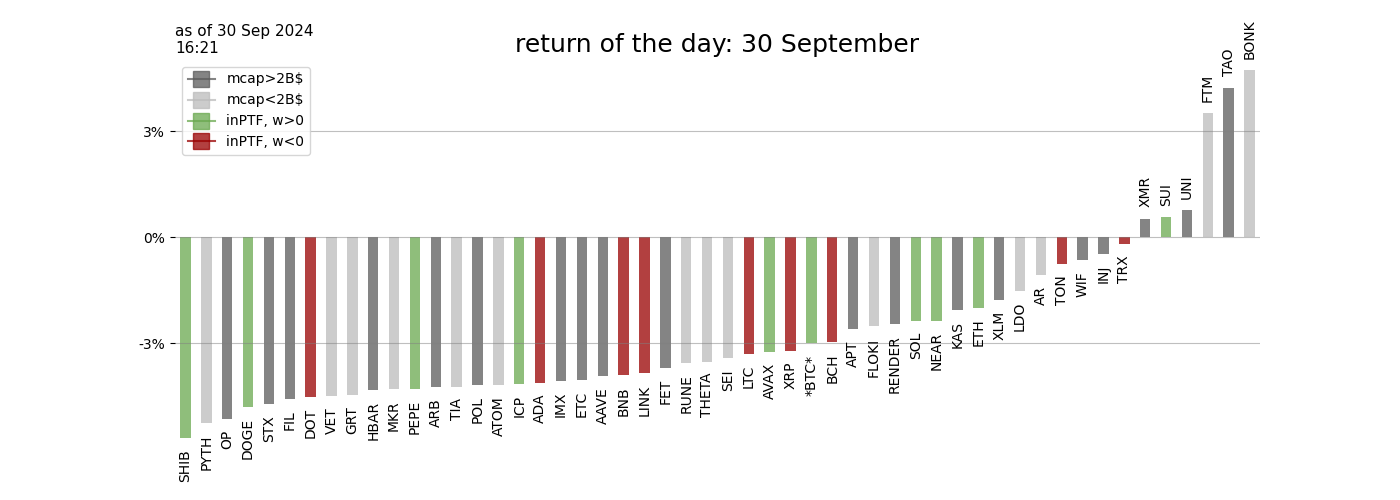 as of 30 Sep 2024
16:21
return of the day: 30 September
mcap>2B$
mcap<2B$
inPTF, w>0
inPTF, w<0
3%
0%
-3%
SHIB
PYTH
OP
DOGE
STX
FIL
DOT
VET
GRT
HBAR
MKR
PEPE
ARB
TIA
POL
ATOM
ICP
ADA
IMX
ETC
AAVE
BNB
LINK
FET
RUNE
THETA
SEI
LTC
AVAX
XRP
*BTC*
BCH
APT
FLOKI
RENDER
SOL
NEAR
KAS
ETH
XLM
LDO
AR
TON
WIF
INJ
TRX
XMR
SUI
UNI
FTM
TAO
BONK